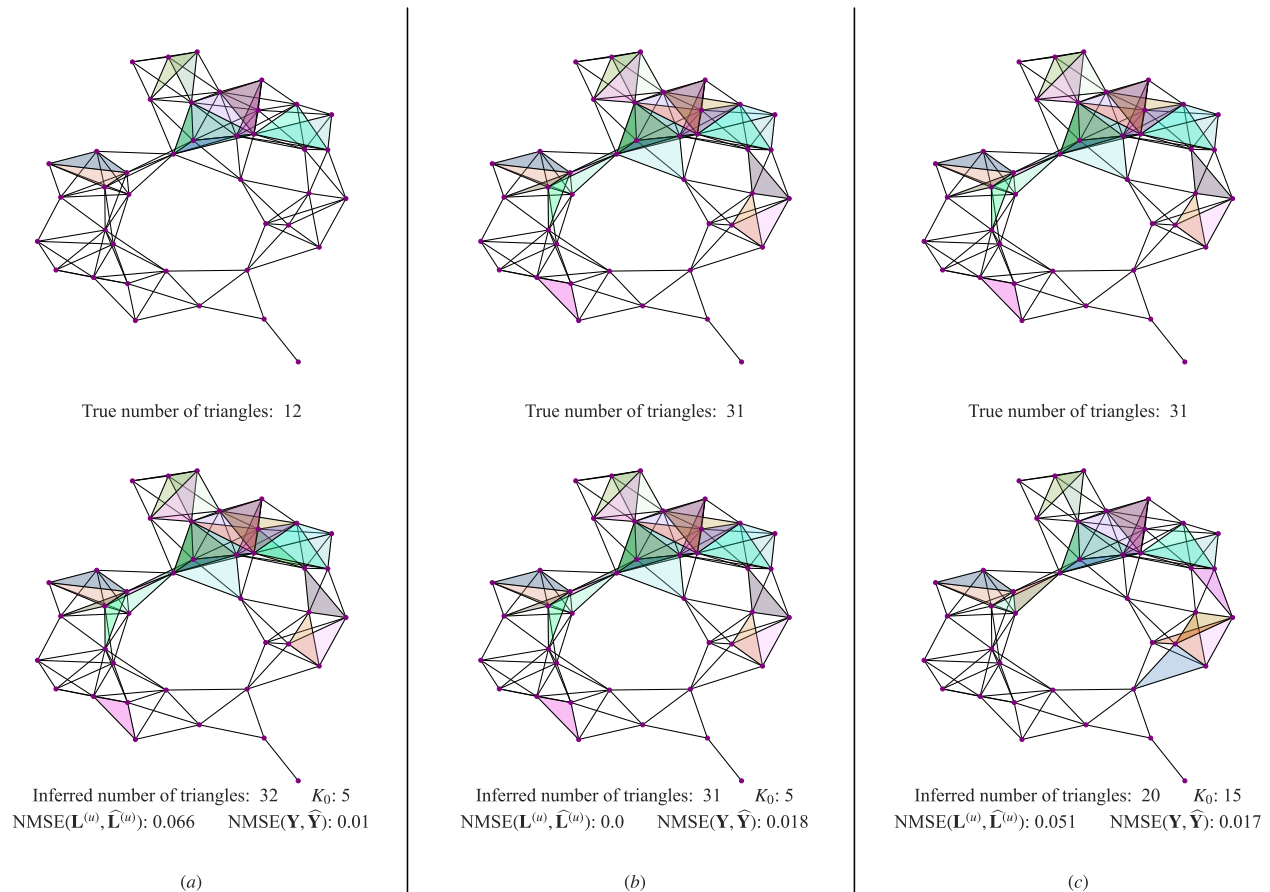 True number of triangles: 12
True number of triangles: 31
True number of triangles: 31
Inferred number of triangles: 32 K₀: 5
NMSE(𝐋⁽ᵘ⁾, 𝐋̂⁽ᵘ⁾): 0.066 NMSE(𝐘, 𝐘̂): 0.01
Inferred number of triangles: 31 K₀: 5
NMSE(𝐋⁽ᵘ⁾, 𝐋̂⁽ᵘ⁾): 0.0 NMSE(𝐘, 𝐘̂): 0.018
Inferred number of triangles: 20 K₀: 15
NMSE(𝐋⁽ᵘ⁾, 𝐋̂⁽ᵘ⁾): 0.051 NMSE(𝐘, 𝐘̂): 0.017
(a)
(b)
(c)